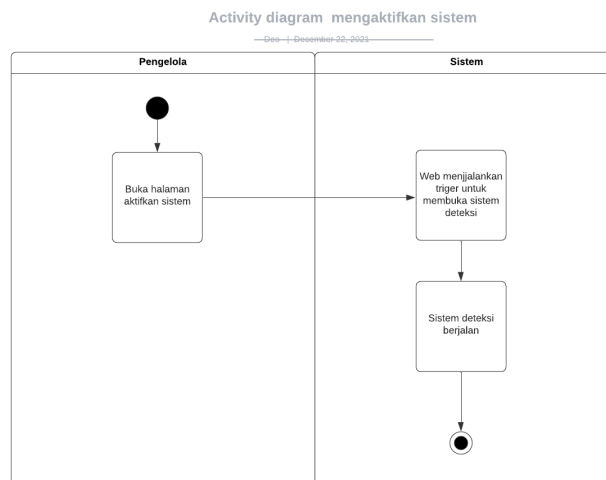 Activity diagram  mengaktifkan sistem
Deo | Desember 22, 2021
Pengelola
Sistem
Buka halaman
aktifkan sistem
Web menjjalankan
triger untuk
membuka sistem
deteksi
Sistem deteksi
berjalan